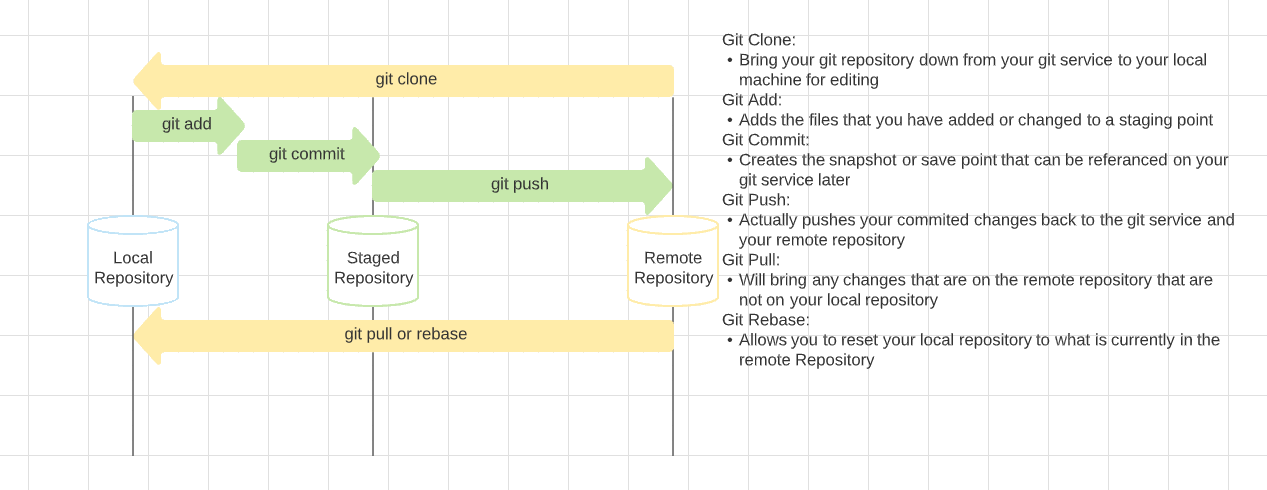 git clone
git add
git commit
git push
Local
Repository
Staged
Repository
Remote
Repository
git pull or rebase
Git Clone:
• Bring your git repository down from your git service to your local
machine for editing
Git Add:
• Adds the files that you have added or changed to a staging point
Git Commit:
• Creates the snapshot or save point that can be referanced on your
git service later
Git Push:
• Actually pushes your commited changes back to the git service and
your remote repository
Git Pull:
• Will bring any changes that are on the remote repository that are
not on your local repository
Git Rebase:
• Allows you to reset your local repository to what is currently in the
remote Repository